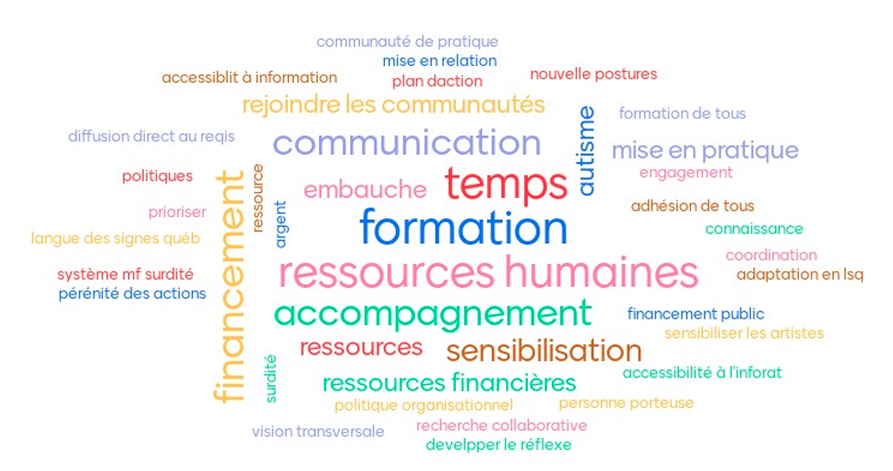 communauté de pratique
mise en relation
accessiblit à information
plan daction
nouvelle postures
rejoindre les communautés
formation de tous
diffusion direct au reqis
communication
autisme
mise en pratique
politiques
financement
ressource
embauche
temps
engagement
prioriser
argent
formation
adhésion de tous
langue des signes québ
connaissance
système mf surdité
ressources humaines
coordination
adaptation en lsq
pérénité des actions
accompagnement
financement public
sensibiliser les artistes
ressources
sensibilisation
surdité
ressources financières
accessibilité à l'inforat
politique organisationnel
personne porteuse
vision transversale
recherche collaborative
develpper le réflexe